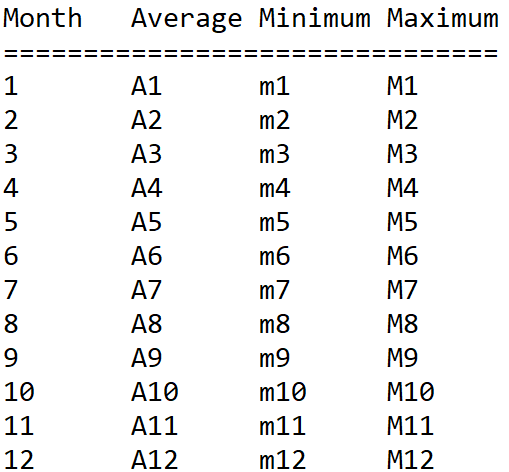 Month   Average Minimum Maximum
===============================
1       A1      m1      M1
2       A2      m2      M2
3       A3      m3      M3
4       A4      m4      M4
5       A5      m5      M5
6       A6      m6      M6
7       A7      m7      M7
8       A8      m8      M8
9       A9      m9      M9
10      A10     m10     M10
11      A11     m11     M11
12      A12     m12     M12